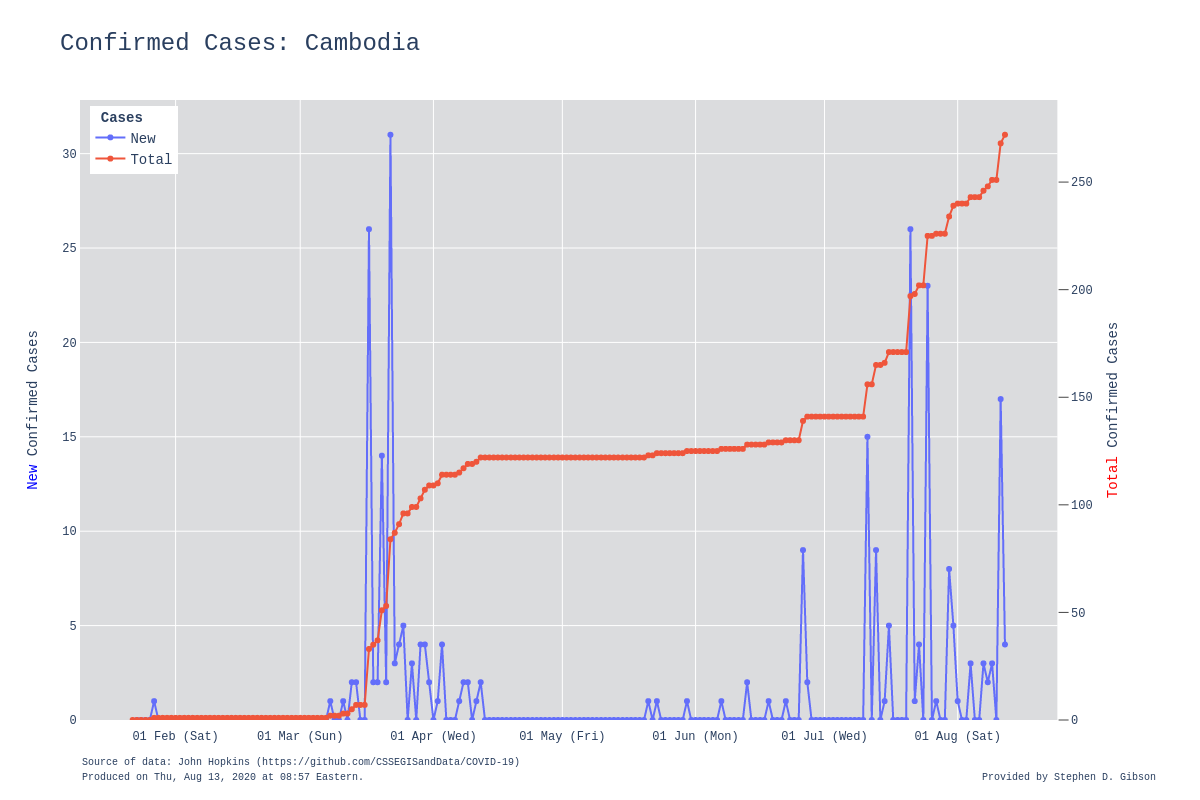 Confirmed Cases: Cambodia
Cases
New
Total
30
25
20
15
10
5
0
250
200
150
100
50
0
New Confirmed Cases
Total Confirmed Cases
01 Feb (Sat) 01 Mar (Sun) 01 Apr (Wed) 01 May (Fri) 01 Jun (Mon) 01 Jul (Wed) 01 Aug (Sat)
Source of data: John Hopkins (https://github.com/CSSEGISandData/COVID-19)
Produced on Thu, Aug 13, 2020 at 08:57 Eastern.
Provided by Stephen D. Gibson